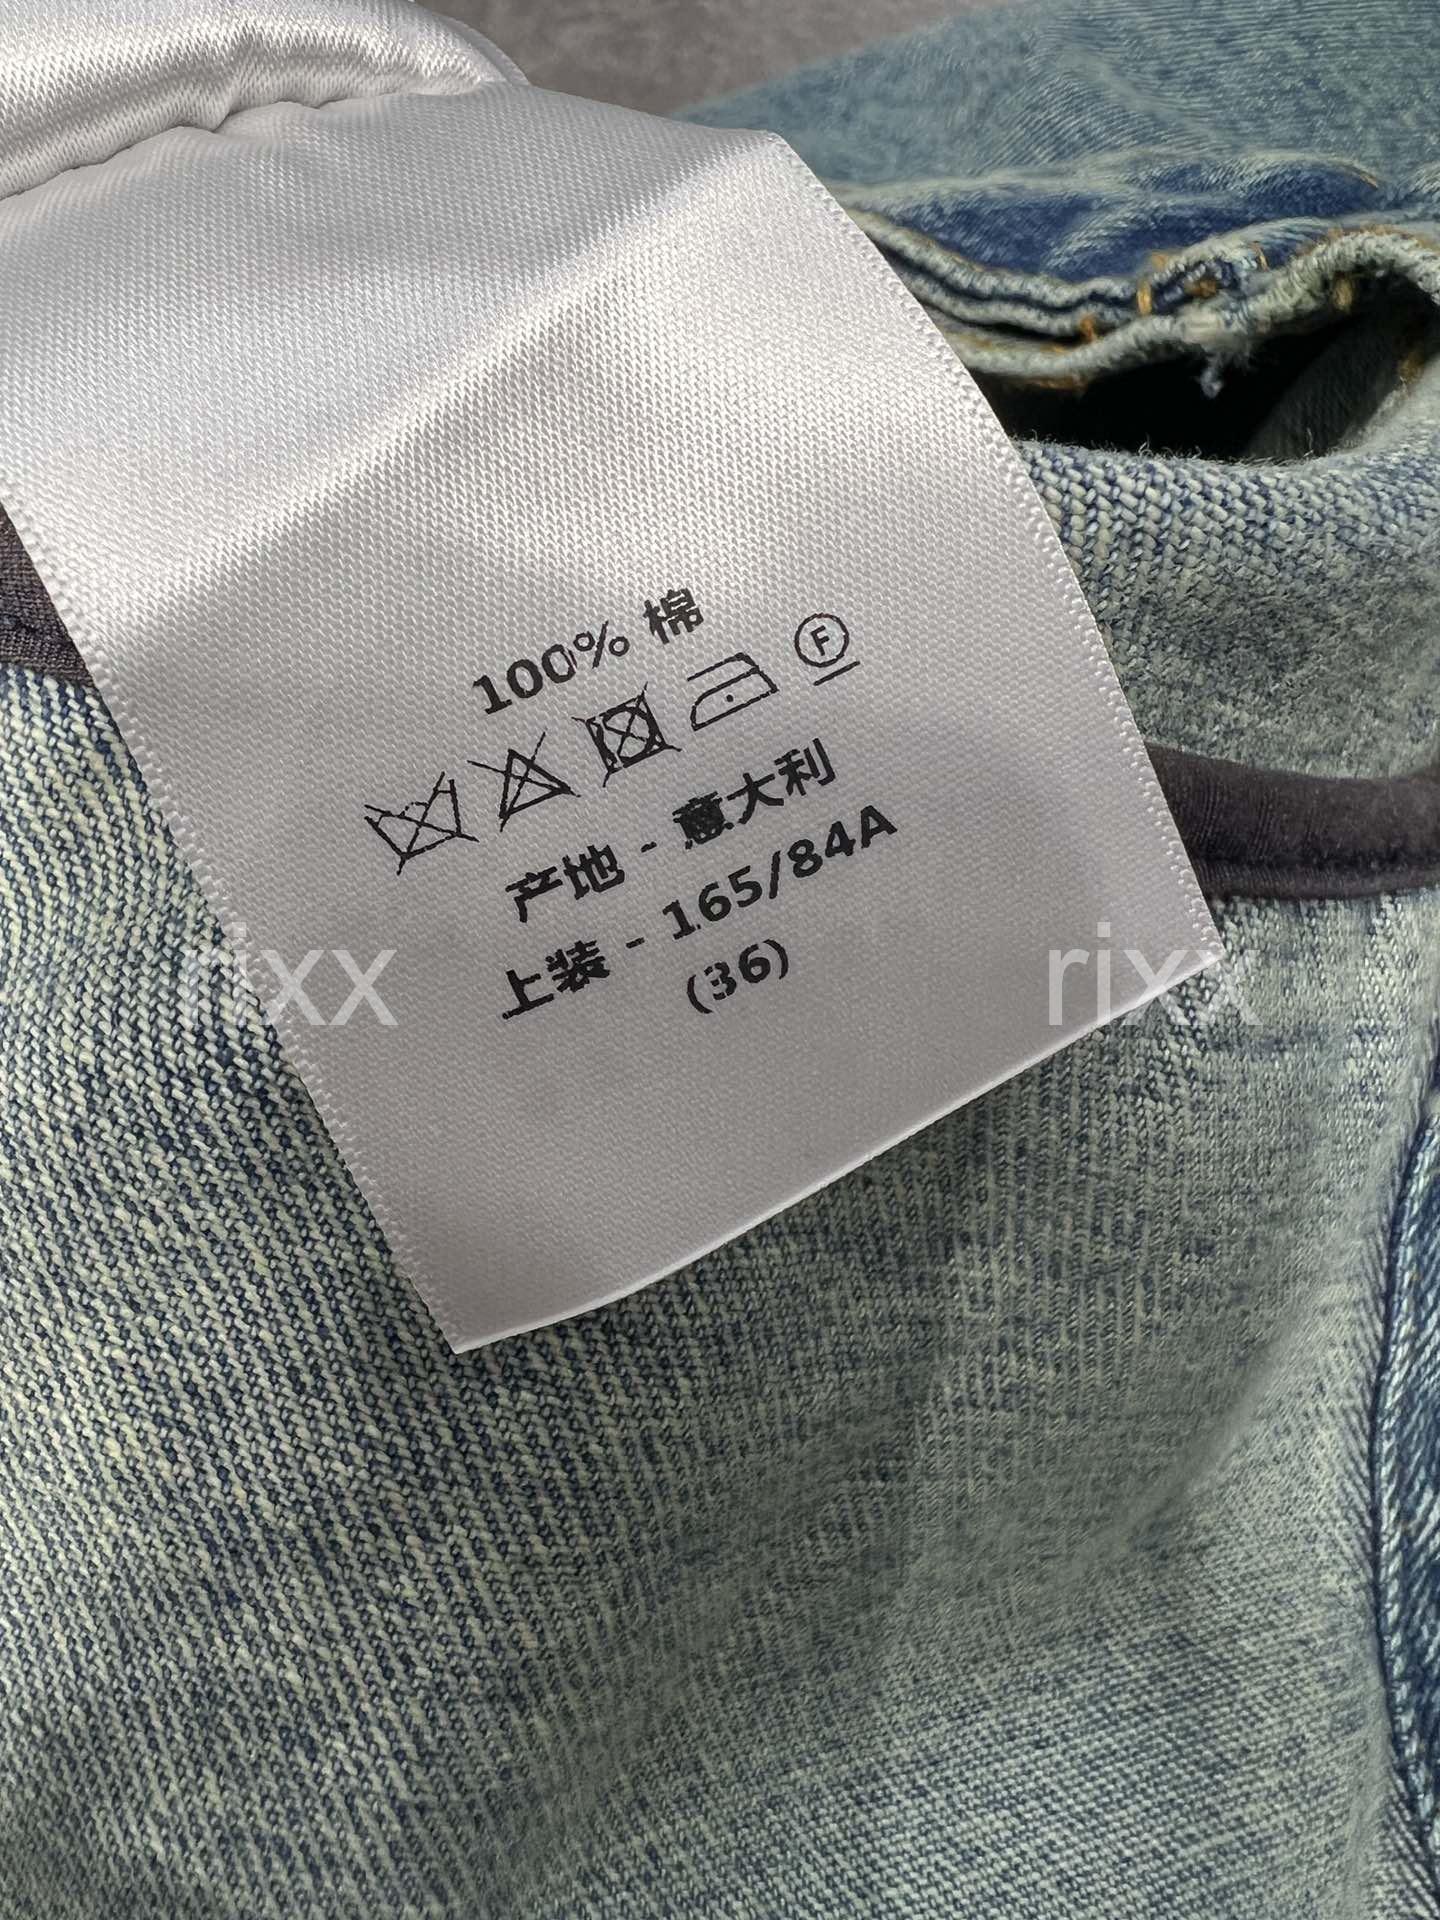 100% 棉
F
产地 - 意大利
上装 - 165/84A
(36)
rixx
rixx